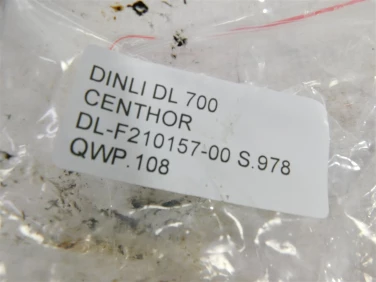 DINLI DL 700
CENTHOR
DL-F210157-00 S.978
QWP.108